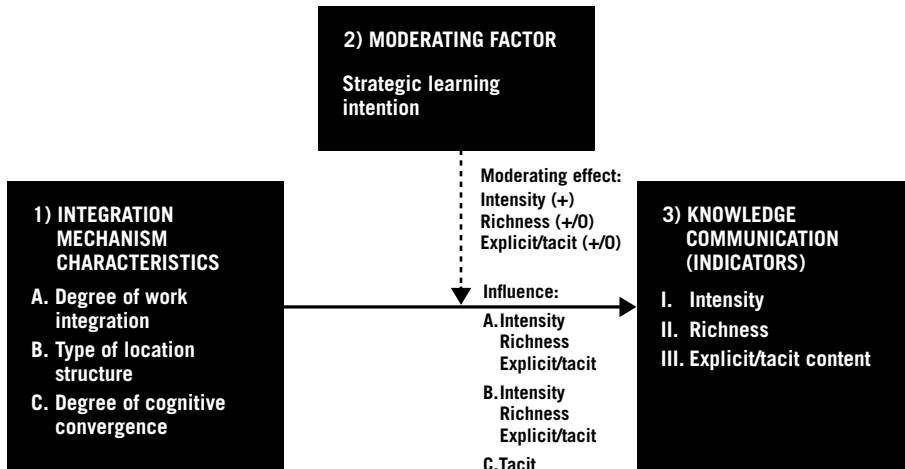 2) MODERATING FACTOR
Strategic learning
intention
Moderating effect:
Intensity (+)
Richness (+/0)
Explicit/tacit (+/0)
1) INTEGRATION
MECHANISM
CHARACTERISTICS
A. Degree of work
integration
B. Type of location
structure
C. Degree of cognitive
convergence
Influence:
A. Intensity
Richness
Explicit/tacit
B. Intensity
Richness
Explicit/tacit
C. Tacit
3) KNOWLEDGE
COMMUNICATION
(INDICATORS)
I. Intensity
II. Richness
III. Explicit/tacit content